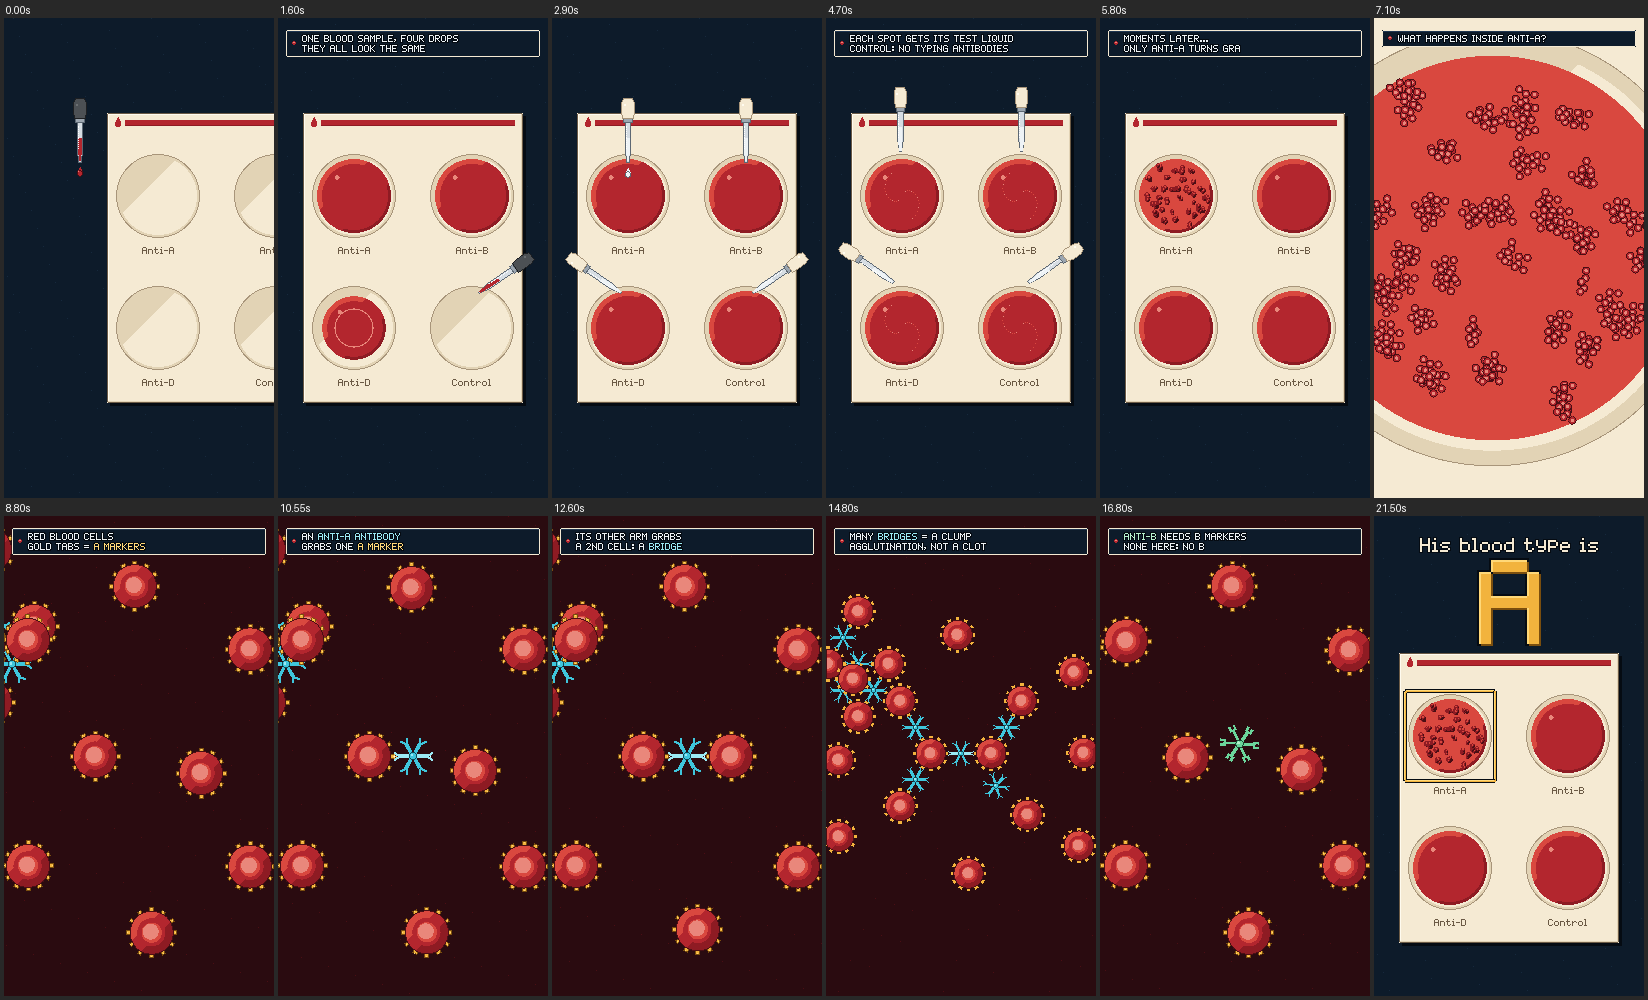 0.00s
Anti-A
Ant
Anti-D
Con
1.60s
ONE BLOOD SAMPLE, FOUR DROPS
THEY ALL LOOK THE SAME
Anti-A
Anti-B
Anti-D
Control
2.90s
Anti-A
Anti-B
Anti-D
Control
4.70s
EACH SPOT GETS ITS TEST LIQUID
CONTROL: NO TYPING ANTIBODIES
Anti-A
Anti-B
Anti-D
Control
5.80s
MOMENTS LATER...
ONLY ANTI-A TURNS GRA
Anti-A
Anti-B
Anti-D
Control
7.10s
WHAT HAPPENS INSIDE ANTI-A?
8.80s
RED BLOOD CELLS
GOLD TABS = A MARKERS
10.55s
AN ANTI-A ANTIBODY
GRABS ONE A MARKER
12.60s
ITS OTHER ARM GRABS
A 2ND CELL: A BRIDGE
14.80s
MANY BRIDGES = A CLUMP
AGGLUTINATION, NOT A CLOT
16.80s
ANTI-B NEEDS B MARKERS
NONE HERE: NO B
21.50s
His blood type is
A
Anti-A
Anti-B
Anti-D
Control